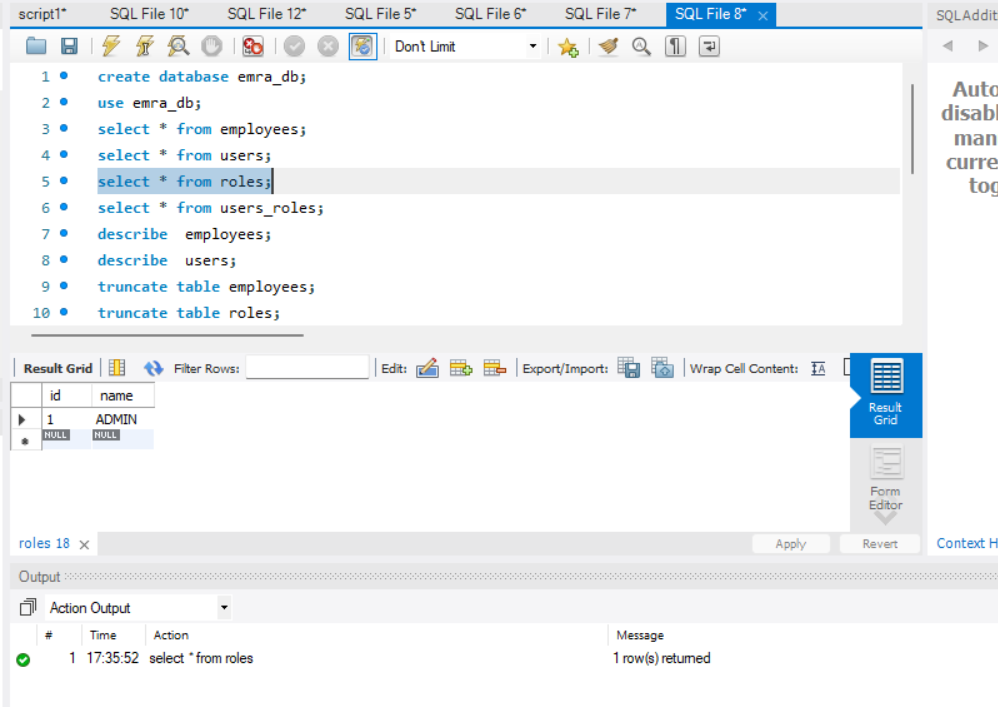 script1* SQL File 10* SQL File 12* SQL File 5* SQL File 6* SQL File 7* SQL File 8*
Don't Limit
1 create database emra_db;
2 use emra_db;
3 select * from employees;
4 select * from users;
5 select * from roles;
6 select * from users_roles;
7 describe  employees;
8 describe  users;
9 truncate table employees;
10 truncate table roles;
Result Grid Filter Rows: Edit: Export/Import: Wrap Cell Content: IA
id name
1 ADMIN
NULL NULL
Result
Grid
Form
Editor
roles 18 Apply Revert
Output
Action Output
# Time Action Message
1 17:35:52 select * from roles 1 row(s) returned
SQLAddit
Auto
disabl
man
curre
tog
Context H